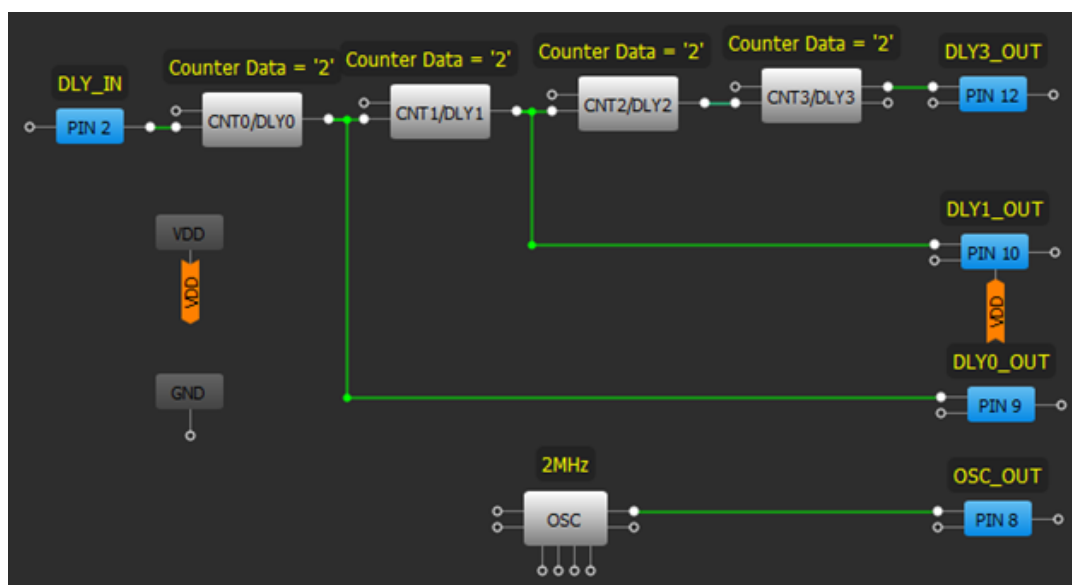 Counter Data = '2'
Counter Data = '2'
Counter Data = '2'
Counter Data = '2'
DLY3_OUT
DLY_IN
PIN 2
CNT0/DLY0
CNT1/DLY1
CNT2/DLY2
CNT3/DLY3
PIN 12
VDD
VDD
DLY1_OUT
PIN 10
VDD
GND
DLY0_OUT
PIN 9
2MHz
OSC
OSC_OUT
PIN 8